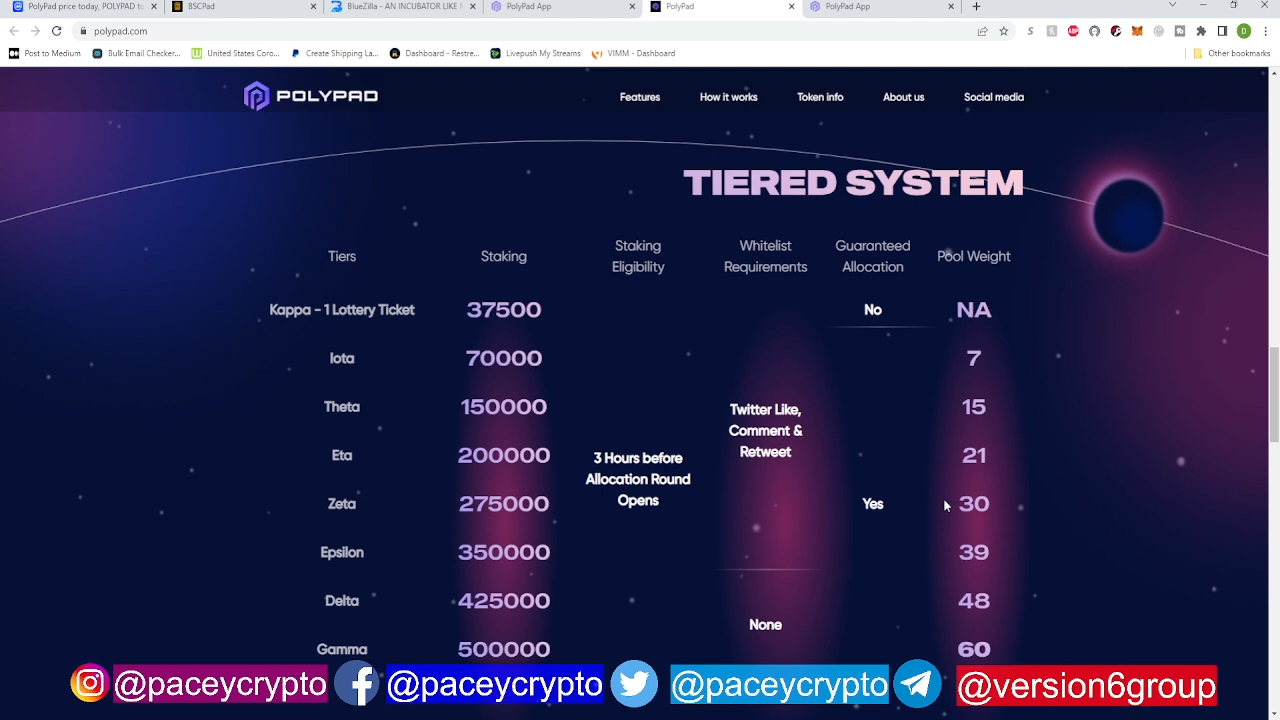 PolyPad price today, POLYPAD to
BSCPad
BlueZilla - AN INCUBATOR LIKE N
PolyPad App
PolyPad
PolyPad App
polypad.com
Post to Medium
Bulk Email Checker...
United States Coro...
Create Shipping La...
Dashboard - Restre...
Livepush My Streams
VIMM - Dashboard
Other bookmarks
POLYPAD
Features
How it works
Token info
About us
Social media
TIERED SYSTEM
Tiers
Staking
Staking
Eligibility
Whitelist
Requirements
Guaranteed
Allocation
Pool Weight
Kappa - 1 Lottery Ticket
37500
No
NA
Iota
70000
7
Theta
150000
15
Twitter Like,
Comment &
Retweet
Eta
200000
21
3 Hours before
Allocation Round
Opens
Zeta
275000
Yes
30
Epsilon
350000
39
Delta
425000
48
None
Gamma
500000
60
@paceycrypto
@paceycrypto
@paceycrypto
@version6group